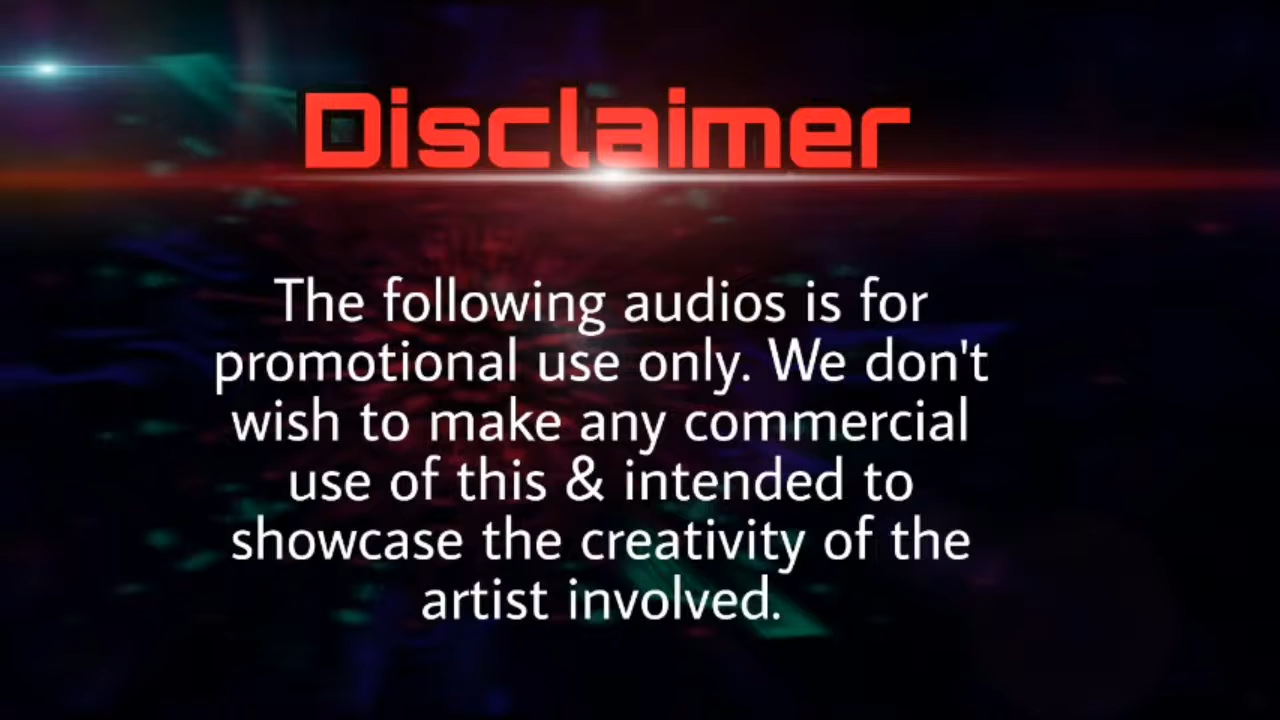 Disclaimer
The following audios is for
promotional use only. We don't
wish to make any commercial
use of this & intended to
showcase the creativity of the
artist involved.